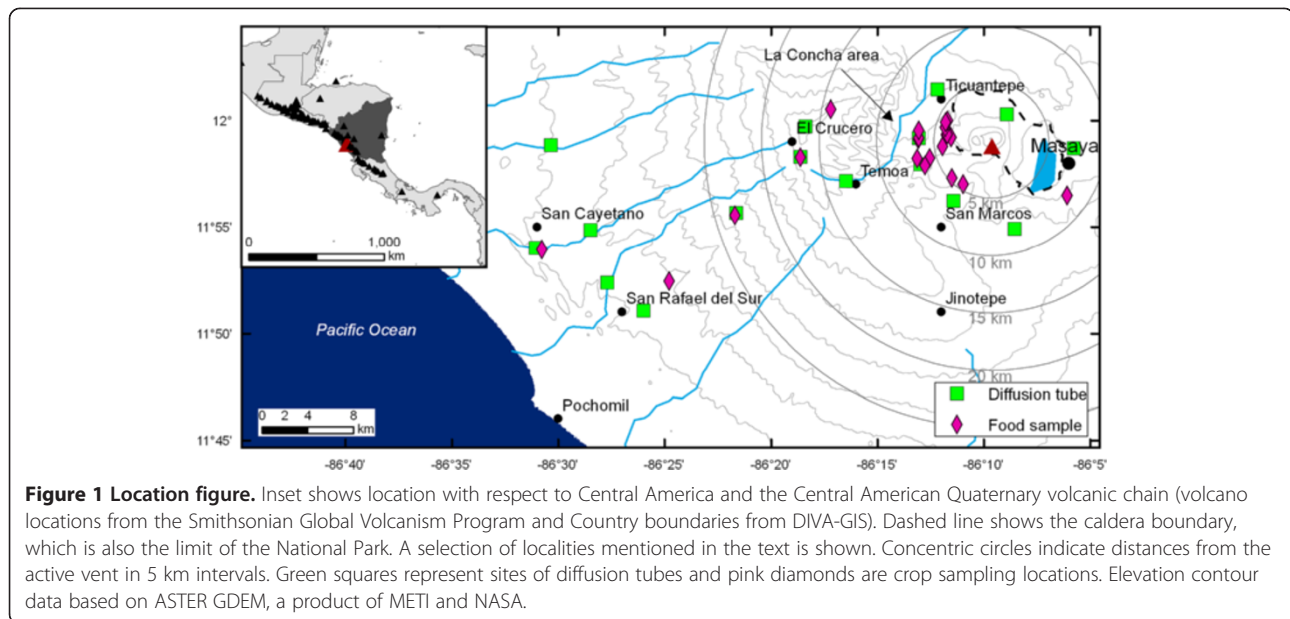 La Concha area
Ticuantepe
12°
El Crucero
Masaya
Temoa
5 km
San Cayetano
San Marcos
0
1,000
km
11°55'
10 km
San Rafael del Sur
Jinotepe
15 km
11°50'
Pacific Ocean
20 km
Diffusion tube
Pochomil
Food sample
0 2 4 8
km
11°45'
-86°40' -86°35' -86°30' -86°25' -86°20' -86°15' -86°10' -86°5'
Figure 1 Location figure. Inset shows location with respect to Central America and the Central American Quaternary volcanic chain (volcano
locations from the Smithsonian Global Volcanism Program and Country boundaries from DIVA-GIS). Dashed line shows the caldera boundary,
which is also the limit of the National Park. A selection of localities mentioned in the text is shown. Concentric circles indicate distances from the
active vent in 5 km intervals. Green squares represent sites of diffusion tubes and pink diamonds are crop sampling locations. Elevation contour
data based on ASTER GDEM, a product of METI and NASA.